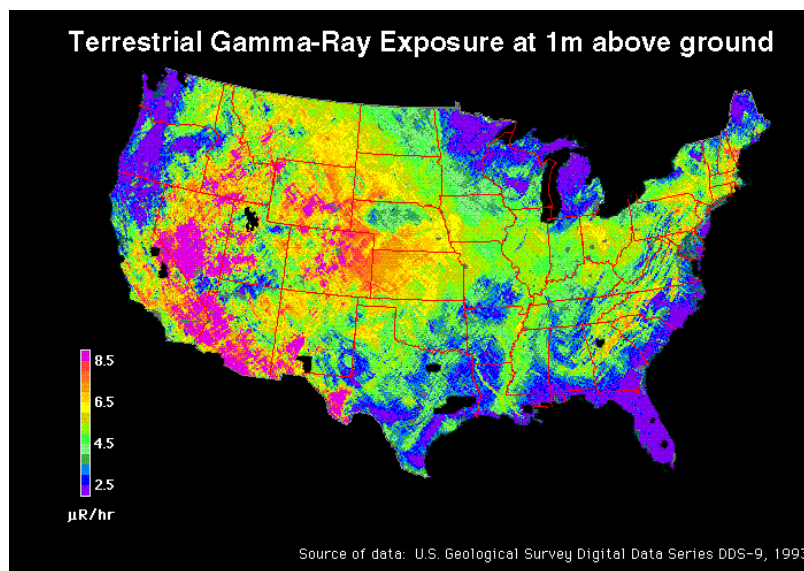 Terrestrial Gamma-Ray Exposure at 1m above ground
8.5
6.5
4.5
2.5
µR/hr
Source of data: U.S. Geological Survey Digital Data Series DDS-9, 1993